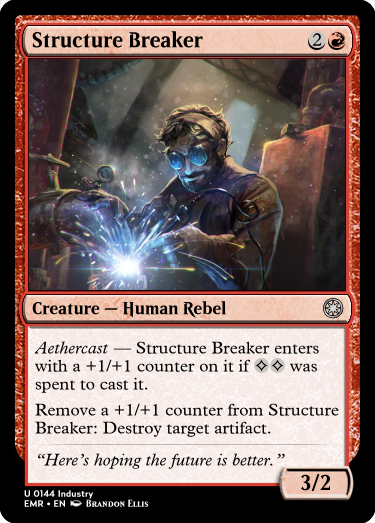 Structure Breaker 2
Creature — Human Rebel
Aethercast — Structure Breaker enters
with a +1/+1 counter on it if was
spent to cast it.
Remove a +1/+1 counter from Structure
Breaker: Destroy target artifact.
“Here’s hoping the future is better.”
3/2
U 0144 Industry
EMR • EN Brandon Ellis